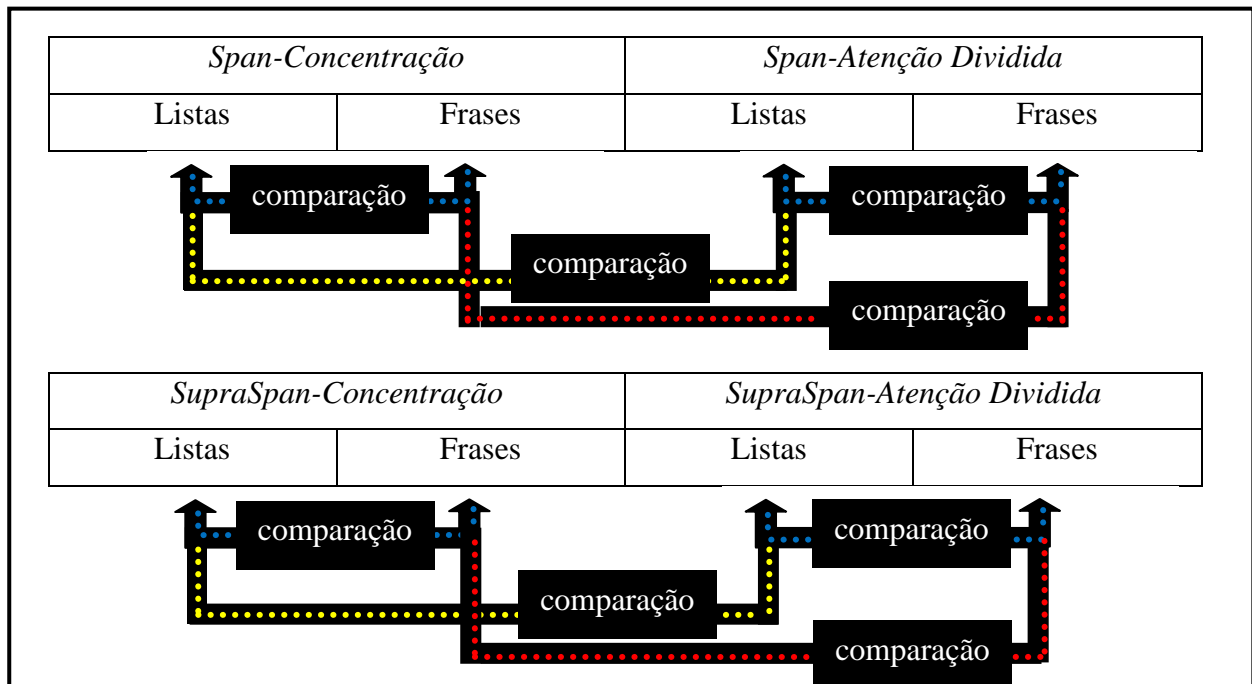 Span-Concentração Span-Atenção Dividida
Listas Frases Listas Frases
comparação comparação
comparação
comparação
SupraSpan-Concentração SupraSpan-Atenção Dividida
Listas Frases Listas Frases
comparação comparação
comparação
comparação